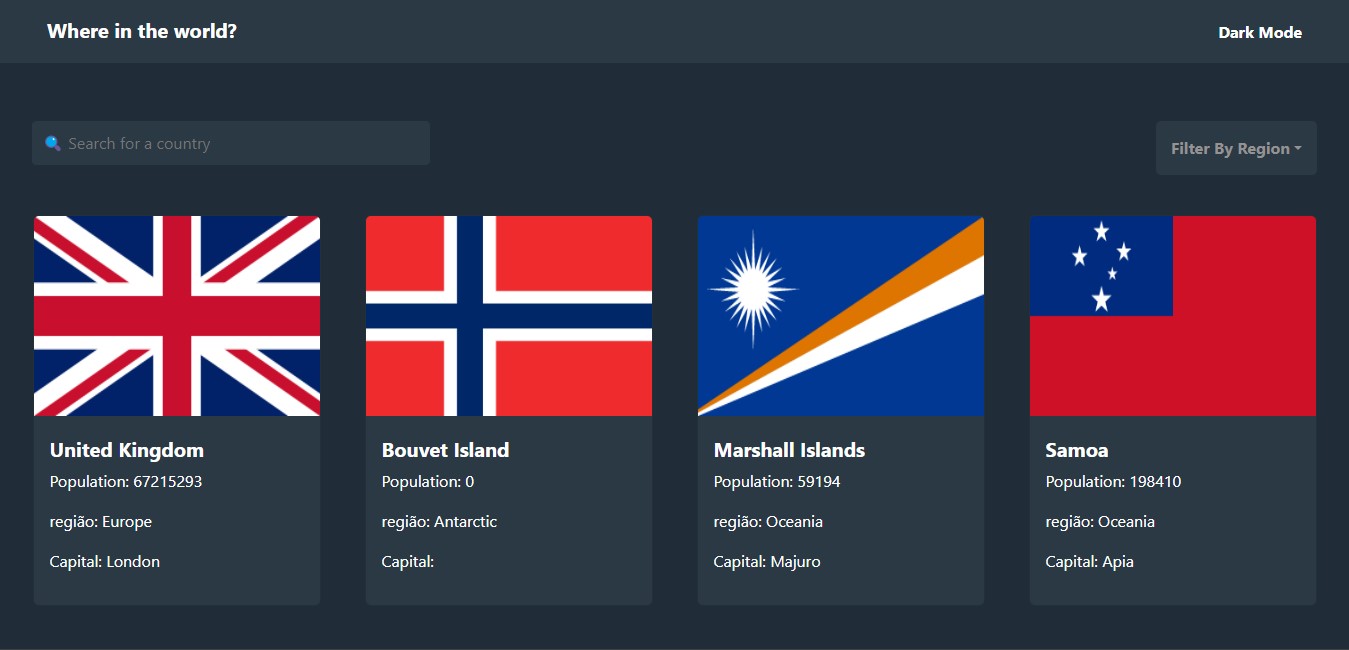 Where in the world?
Dark Mode
Search for a country
Filter By Region
United Kingdom
Population: 67215293
região: Europe
Capital: London
Bouvet Island
Population: 0
região: Antarctic
Capital:
Marshall Islands
Population: 59194
região: Oceania
Capital: Majuro
Samoa
Population: 198410
região: Oceania
Capital: Apia